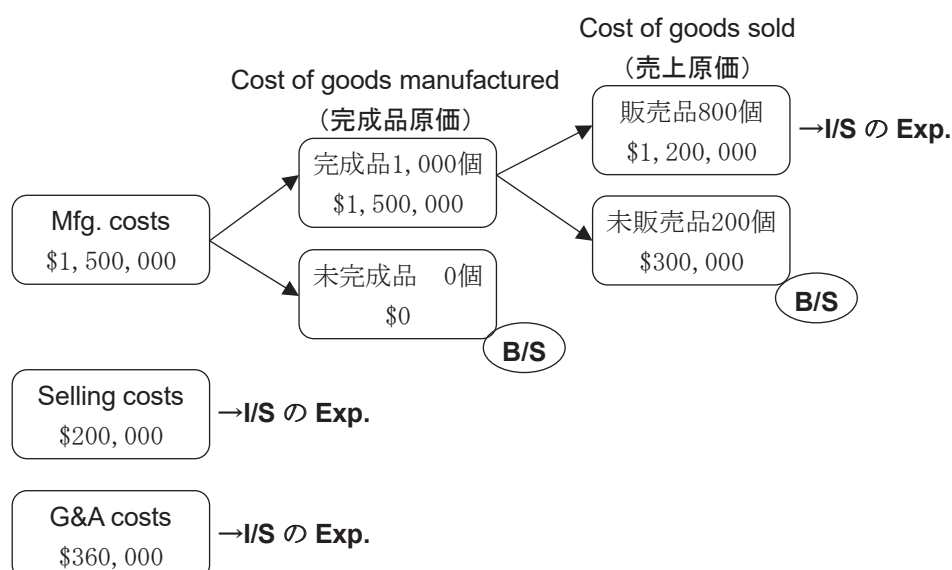 Cost of goods sold
（売上原価）
Cost of goods manufactured
（完成品原価）
販売品800個
$1,200,000
→I/S の Exp.
完成品1,000個
$1,500,000
Mfg. costs
$1,500,000
未販売品200個
$300,000
B/S
未完成品　0個
$0
B/S
Selling costs
$200,000
→I/S の Exp.
G&A costs
$360,000
→I/S の Exp.